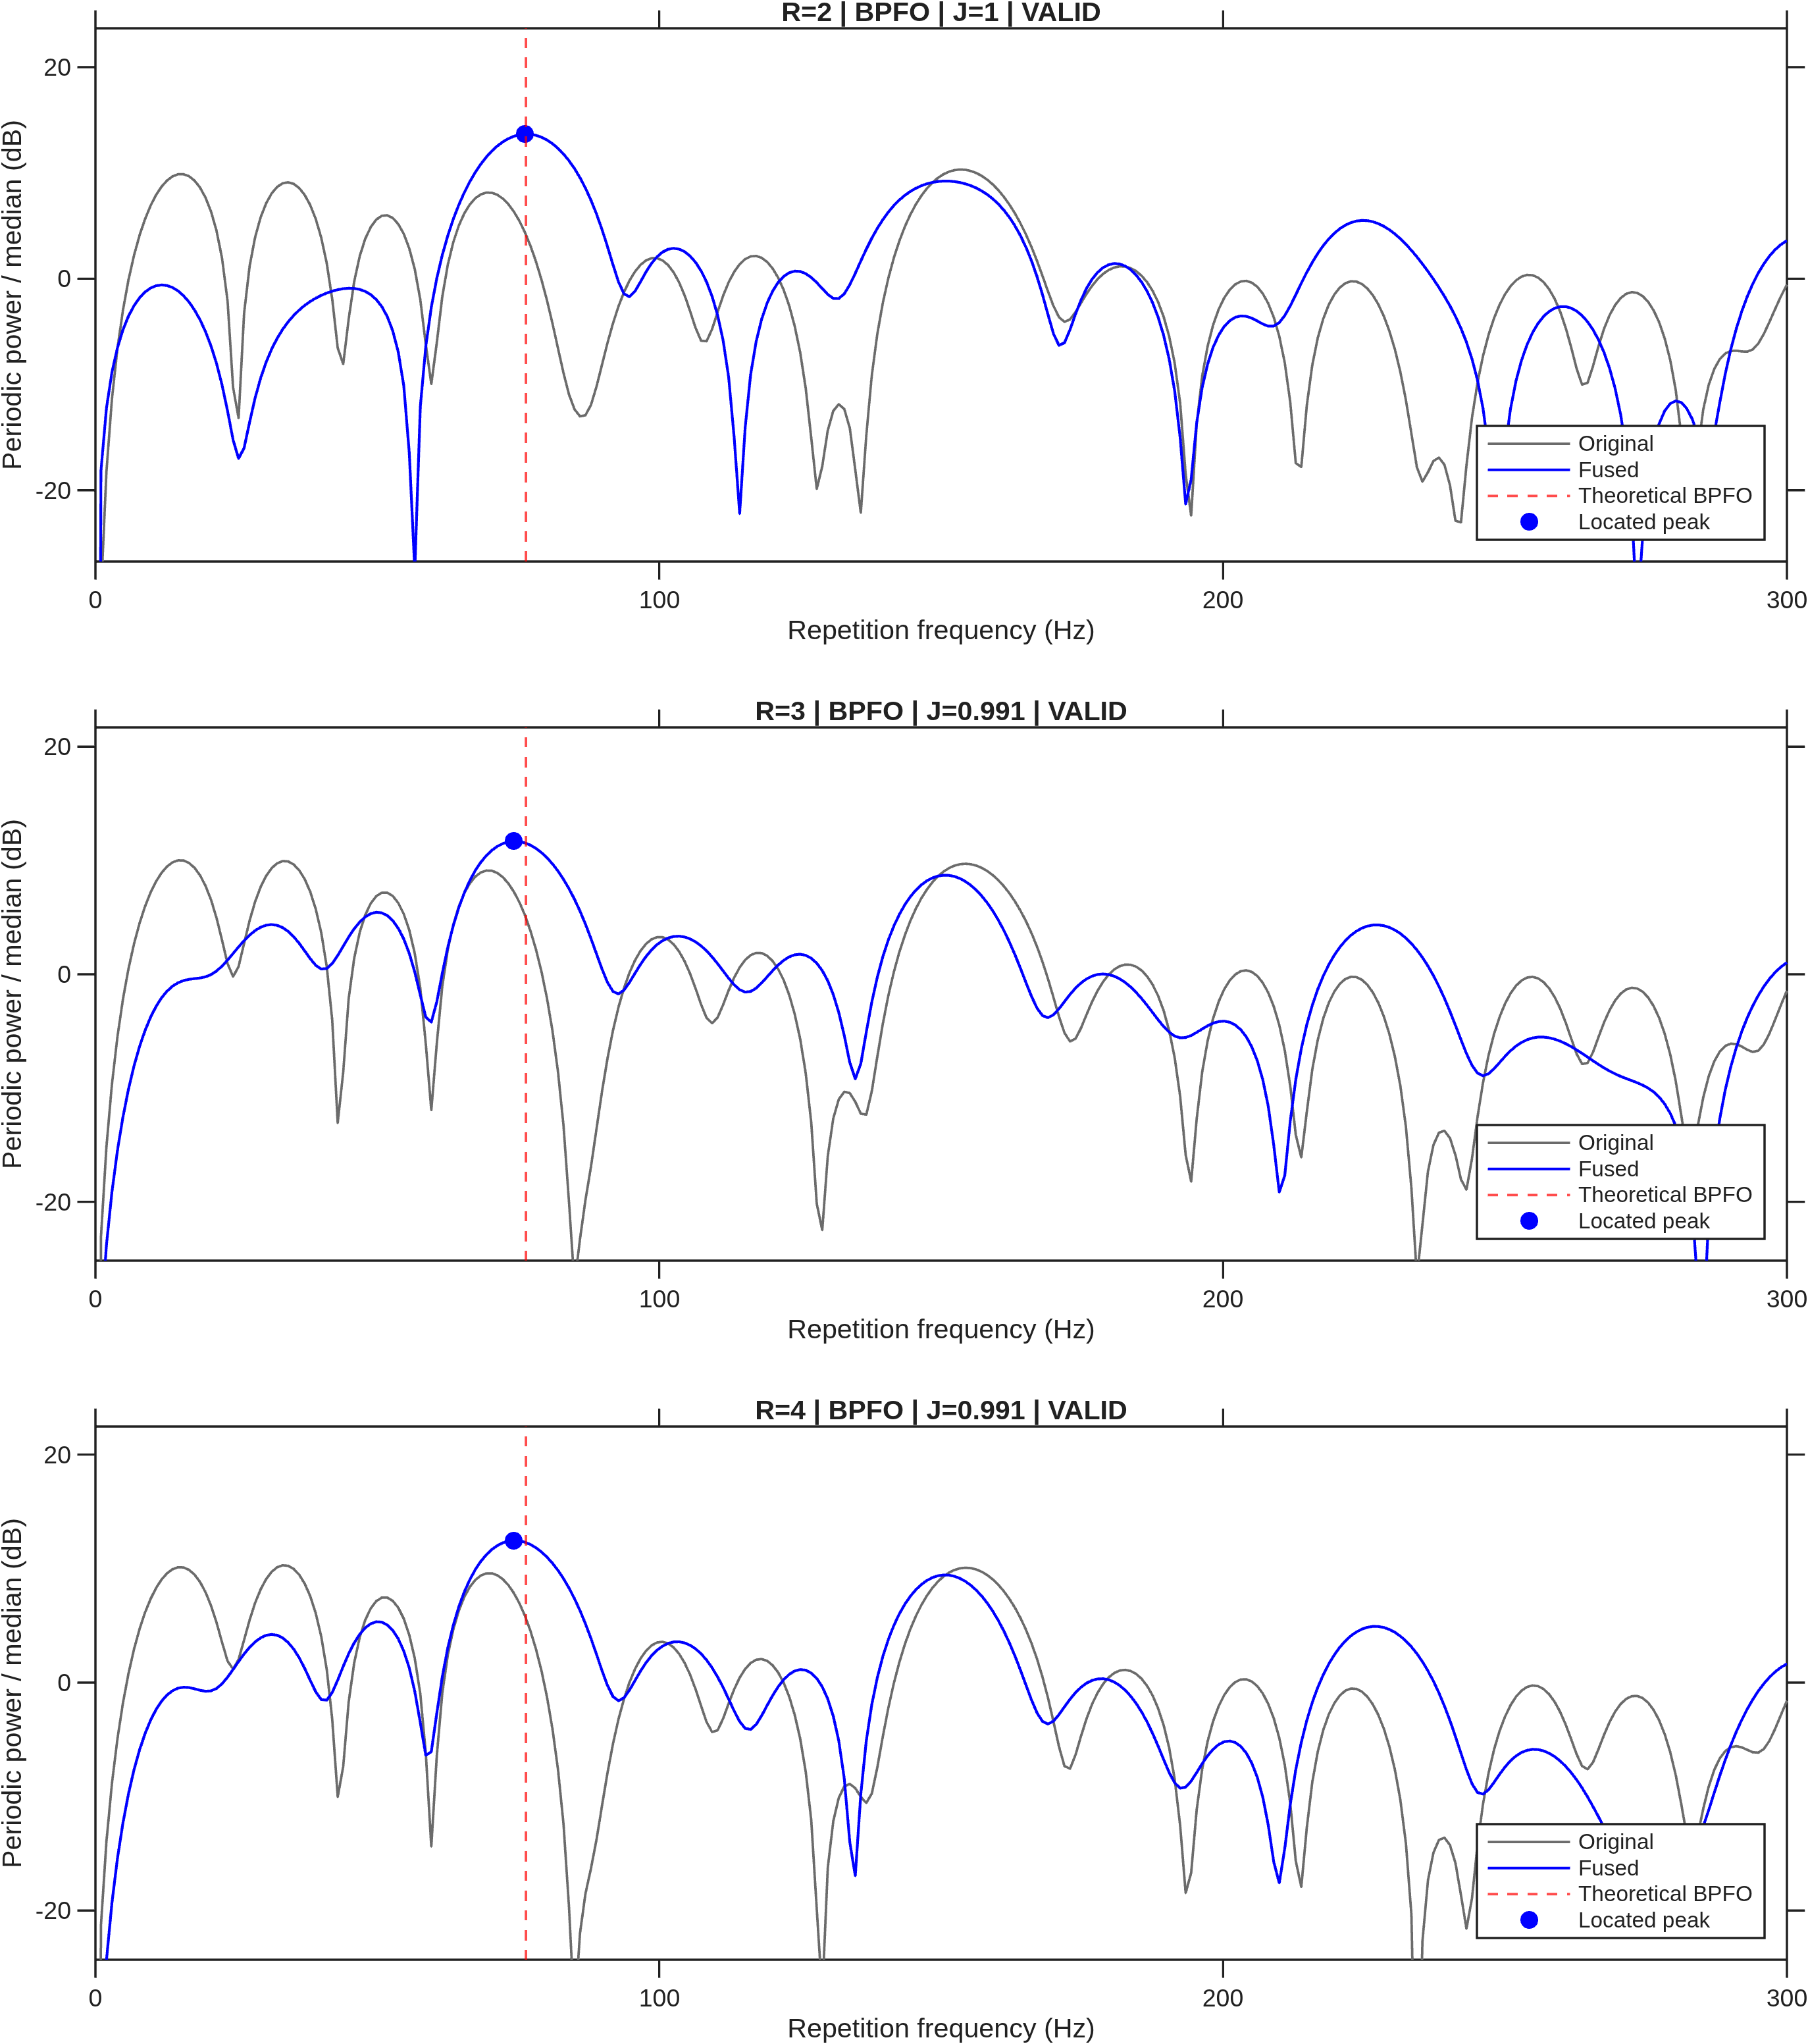 R=2 | BPFO | J=1 | VALID
Periodic power / median (dB)
20
0
-20
0
100
200
300
Repetition frequency (Hz)
Original
Fused
Theoretical BPFO
Located peak
R=3 | BPFO | J=0.991 | VALID
Periodic power / median (dB)
20
0
-20
0
100
200
300
Repetition frequency (Hz)
Original
Fused
Theoretical BPFO
Located peak
R=4 | BPFO | J=0.991 | VALID
Periodic power / median (dB)
20
0
-20
0
100
200
300
Repetition frequency (Hz)
Original
Fused
Theoretical BPFO
Located peak